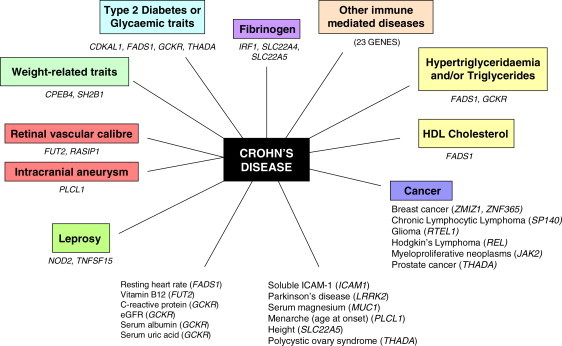 Type 2 Diabetes or
Glycaemic traits
CDKAL1, FADS1, GCKR, THADA
Fibrinogen
IRF1, SLC22A4,
SLC22A5
Other immune
mediated diseases
(23 GENES)
Weight-related traits
CPEB4, SH2B1
Hypertriglyceridaemia
and/or Triglycerides
FADS1, GCKR
Retinal vascular calibre
FUT2, RASIP1
HDL Cholesterol
FADS1
CROHN'S
DISEASE
Intracranial aneurysm
PLCL1
Cancer
Breast cancer (ZMIZ1, ZNF365)
Chronic Lymphocytic Lymphoma (SP140)
Glioma (RTEL1)
Hodgkin's Lymphoma (REL)
Myeloproliferative neoplasms (JAK2)
Prostate cancer (THADA)
Leprosy
NOD2, TNFSF15
Resting heart rate (FADS1)
Vitamin B12 (FUT2)
C-reactive protein (GCKR)
eGFR (GCKR)
Serum albumin (GCKR)
Serum uric acid (GCKR)
Soluble ICAM-1 (ICAM1)
Parkinson's disease (LRRK2)
Serum magnesium (MUC1)
Menarche (age at onset) (PLCL1)
Height (SLC22A5)
Polycystic ovary syndrome (THADA)